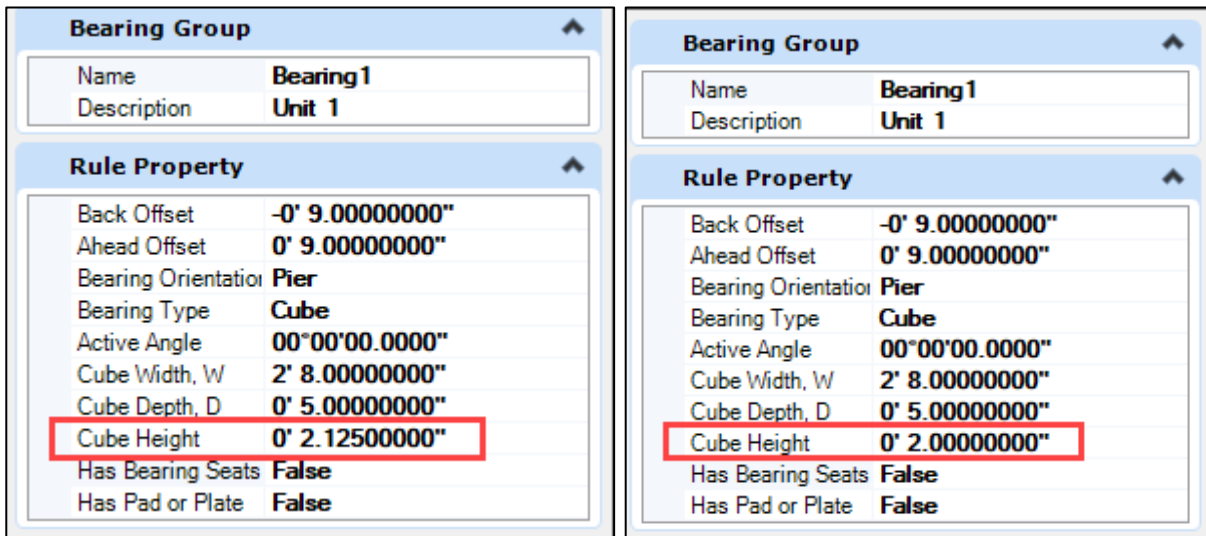 Bearing Group
Name Bearing1
Description Unit 1
Rule Property
Back Offset -0' 9.00000000"
Ahead Offset 0' 9.00000000"
Bearing Orientatio Pier
Bearing Type Cube
Active Angle 00°00'00.0000"
Cube Width, W 2' 8.00000000"
Cube Depth, D 0' 5.00000000"
Cube Height 0' 2.12500000"
Has Bearing Seats False
Has Pad or Plate False
Bearing Group
Name Bearing1
Description Unit 1
Rule Property
Back Offset -0' 9.00000000"
Ahead Offset 0' 9.00000000"
Bearing Orientatio Pier
Bearing Type Cube
Active Angle 00°00'00.0000"
Cube Width, W 2' 8.00000000"
Cube Depth, D 0' 5.00000000"
Cube Height 0' 2.00000000"
Has Bearing Seats False
Has Pad or Plate False